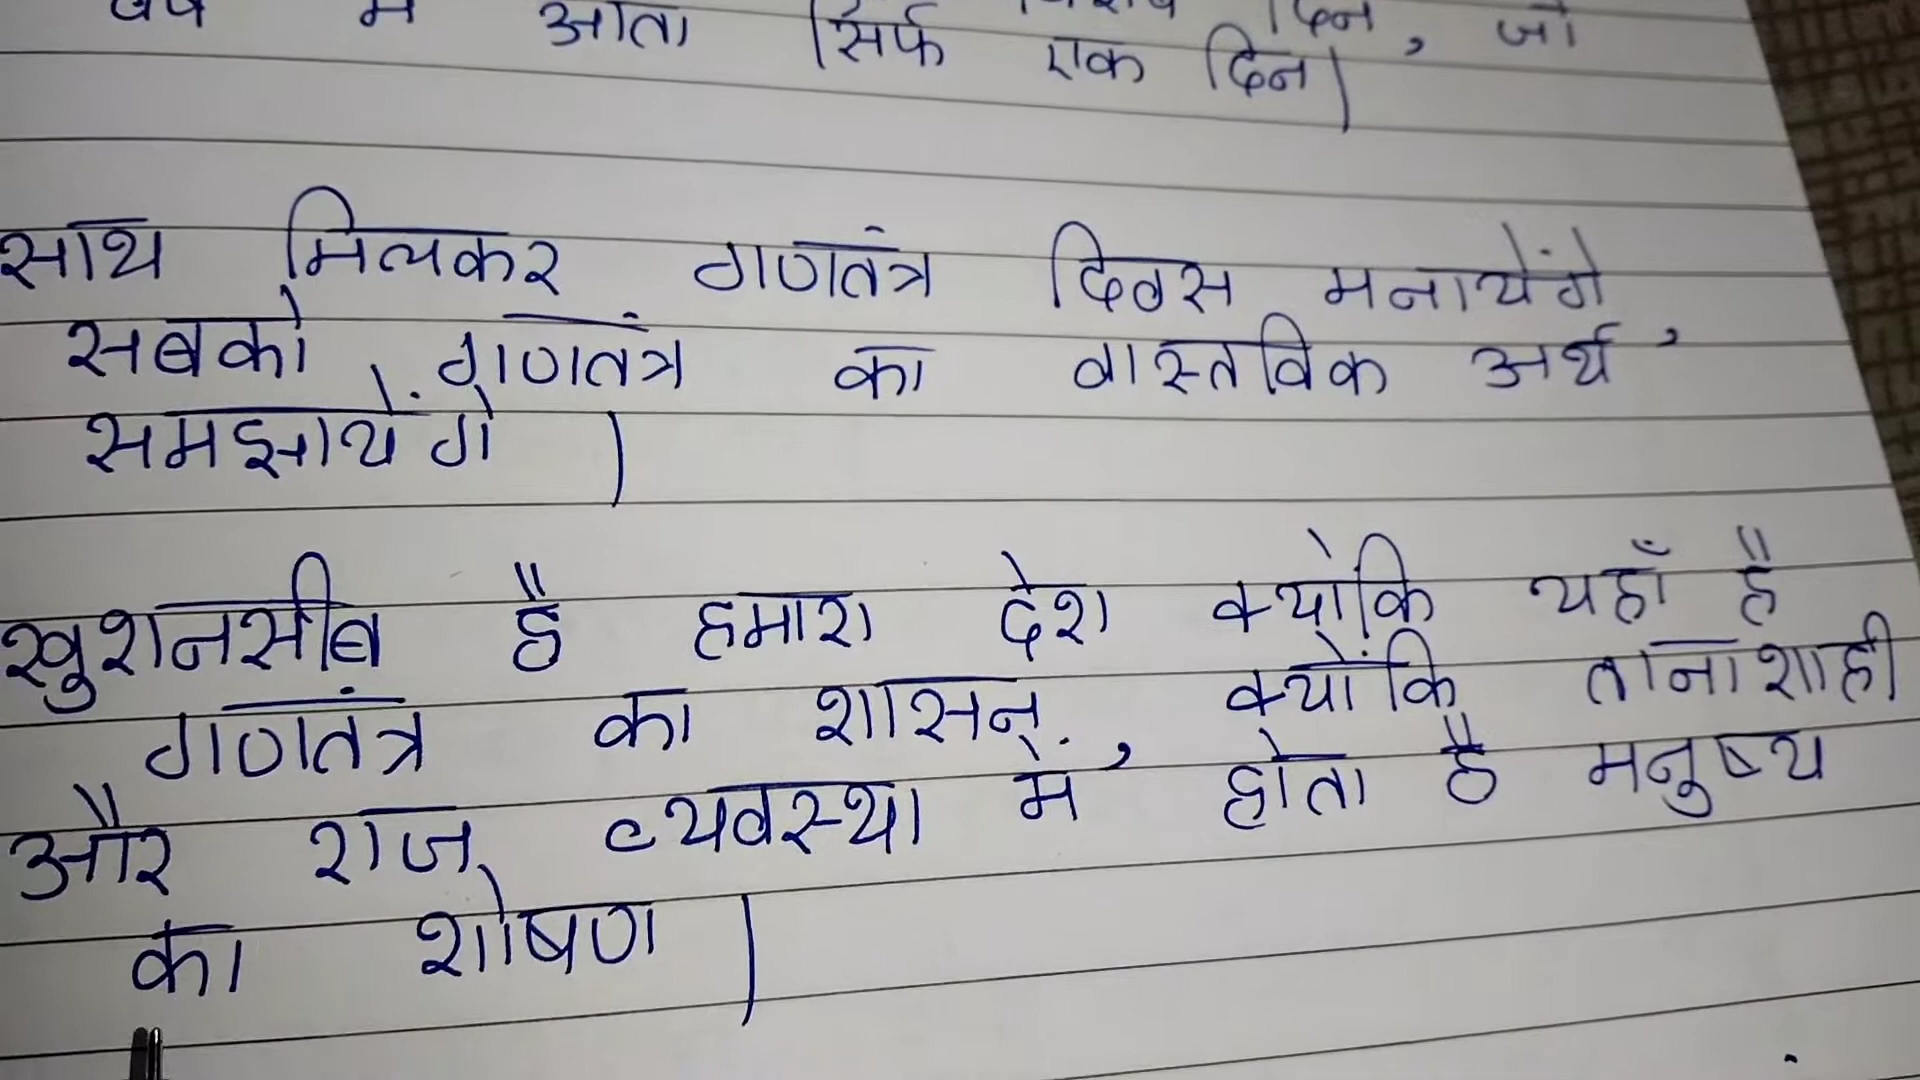 दिन, जो
वर्ष में आता सिर्फ एक दिन|
साथ मिलकर गणतंत्र दिवस मनायेंगे,
सबको गणतंत्र का वास्तविक अर्थ
समझायेंगे |
खुशनसीब है हमारा देश क्योंकि यहाँ है
गणतंत्र का शासन, क्योंकि तानाशाही
और राज व्यवस्था में होता है मनुष्य
का शोषण |